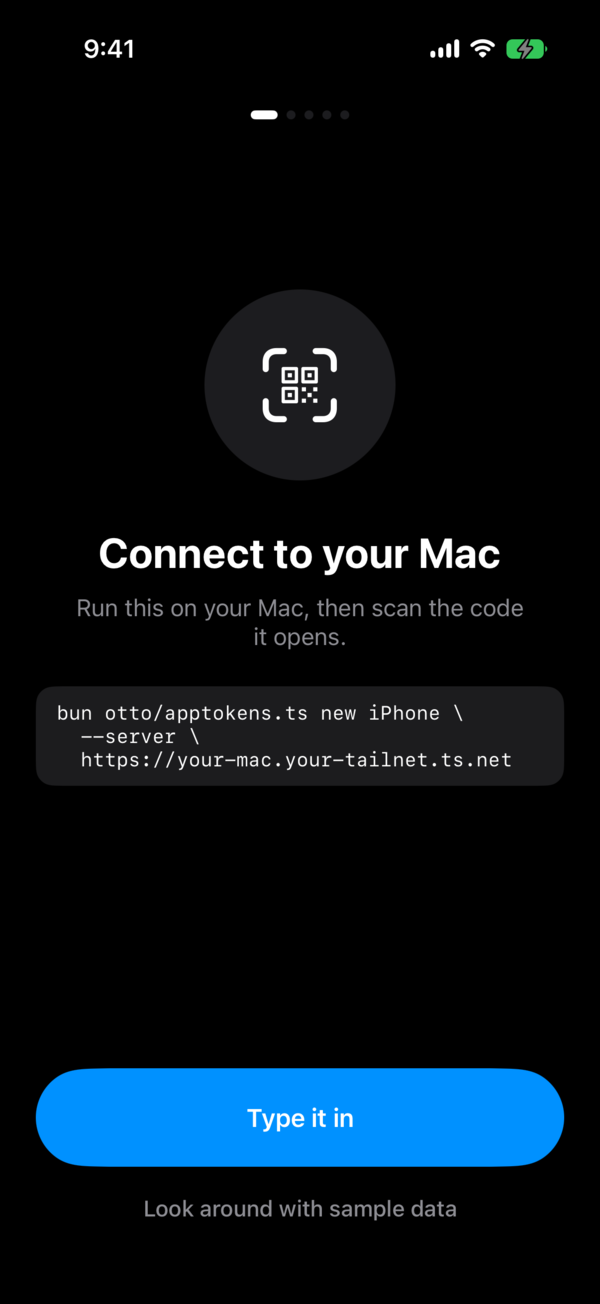 9:41
Connect to your Mac
Run this on your Mac, then scan the code
it opens.
bun otto/apptokens.ts new iPhone \
--server \
https://your-mac.your-tailnet.ts.net
Type it in
Look around with sample data